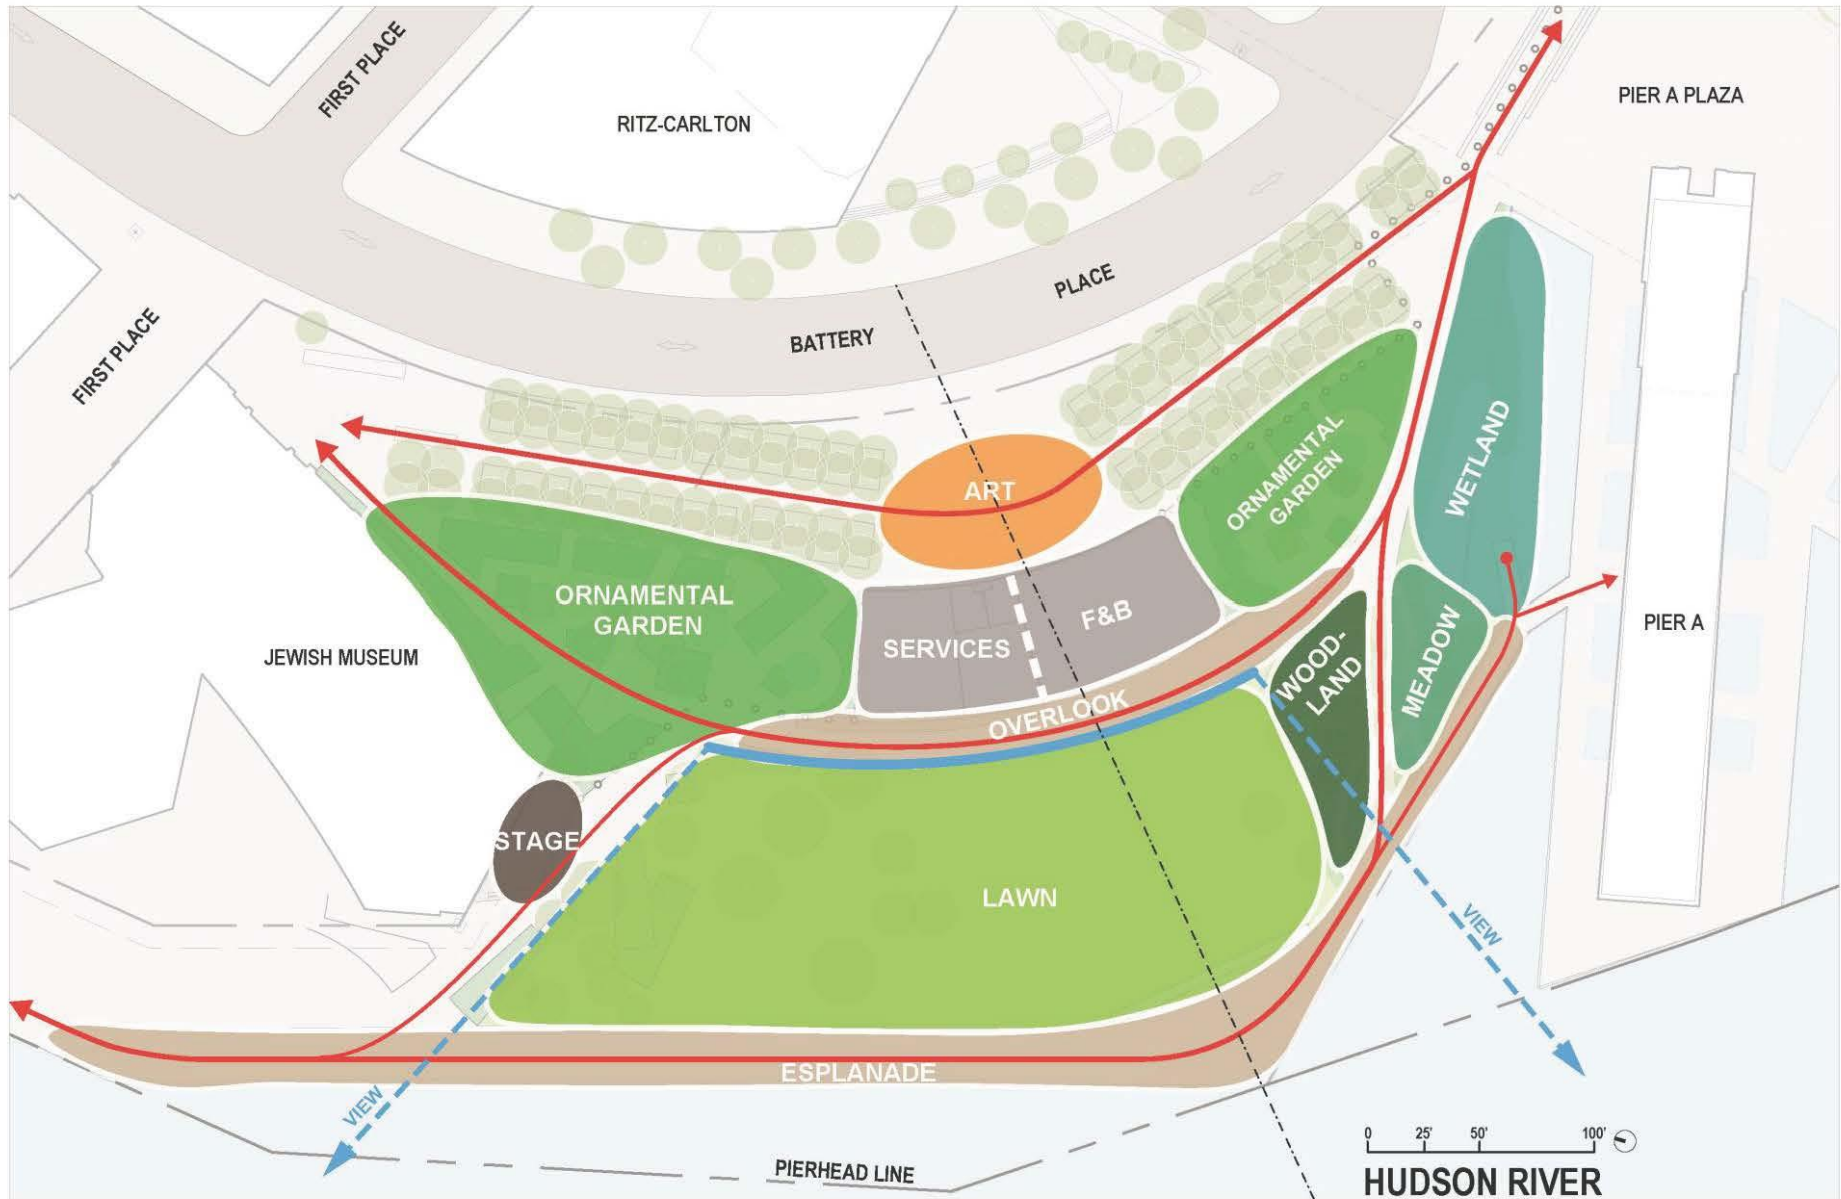 FIRST PLACE
RITZ-CARLTON
PIER A PLAZA
FIRST PLACE
BATTERY
PLACE
ART
ORNAMENTAL
GARDEN
WETLAND
ORNAMENTAL
GARDEN
SERVICES
F&B
JEWISH MUSEUM
OVERLOOK
WOOD-
LAND
MEADOW
PIER A
STAGE
LAWN
VIEW
VIEW
ESPLANADE
PIERHEAD LINE
0 25' 50' 100'
HUDSON RIVER